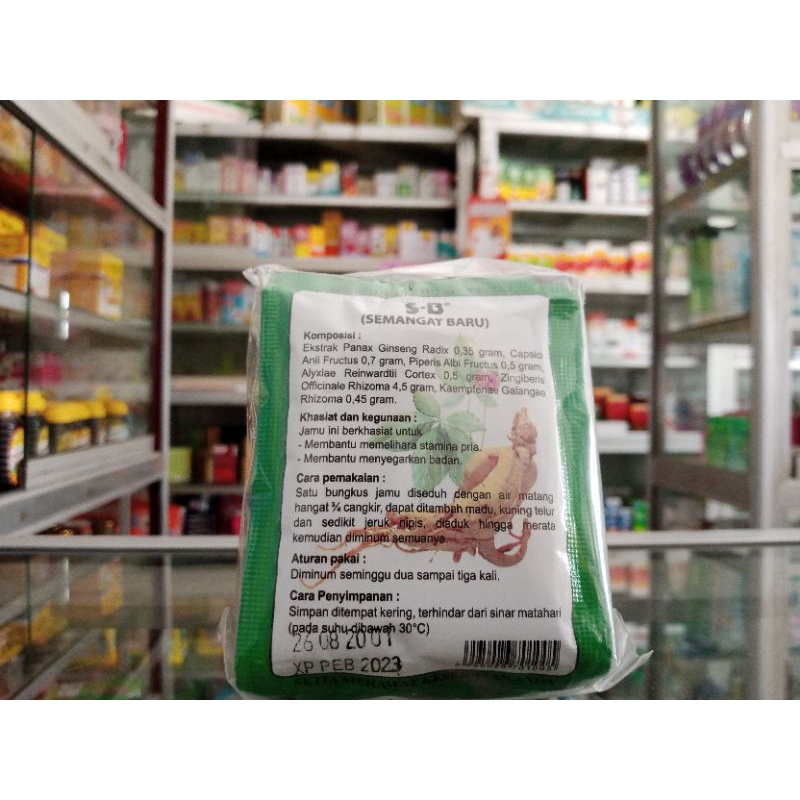 S-B®
(SEMANGAT BARU)
Komposisi :
Ekstrak Panax Ginseng Radix 0,35 gram, Capsici
Anil Fructus 0,7 gram, Piperis Albi Fructus 0,5 gram,
Alyxiae Reinwardtii Cortex 0,5 gram, Zingiberis
Officinale Rhizoma 4,5 gram, Kaempferiae Galangae
Rhizoma 0,45 gram.
Khasiat dan kegunaan :
Jamu ini berkhasiat untuk
- Membantu memelihara stamina pria.
- Membantu menyegarkan badan.
Cara pemakaian :
Satu bungkus jamu diseduh dengan air matang
hangat ¾ cangkir, dapat ditambah madu, kuning telur
dan sedikit jeruk nipis, diaduk hingga merata
kemudian diminum semuanya.
Aturan pakai :
Diminum seminggu dua sampai tiga kali.
Cara Penyimpanan :
Simpan ditempat kering, terhindar dari sinar matahari
(pada suhu dibawah 30°C)
26 08 20 01
XP PEB 2023
SETIA MERAWAT